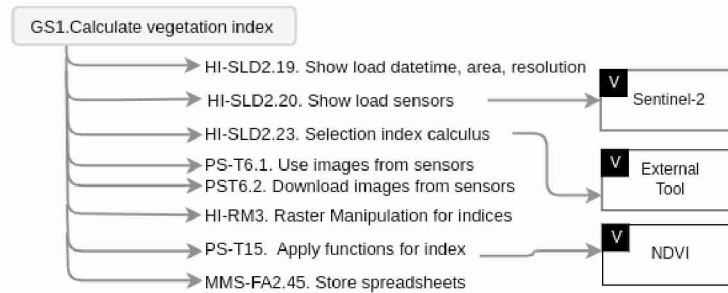 GS1.Calculate vegetation index
HI-SLD2.19. Show load datetime, area, resolution
HI-SLD2.20. Show load sensors
V
Sentinel-2
HI-SLD2.23. Selection index calculus
PS-T6.1. Use images from sensors
V
External
Tool
PST6.2. Download images from sensors
HI-RM3. Raster Manipulation for indices
PS-T15. Apply functions for index
V
NDVI
MMS-FA2.45. Store spreadsheets